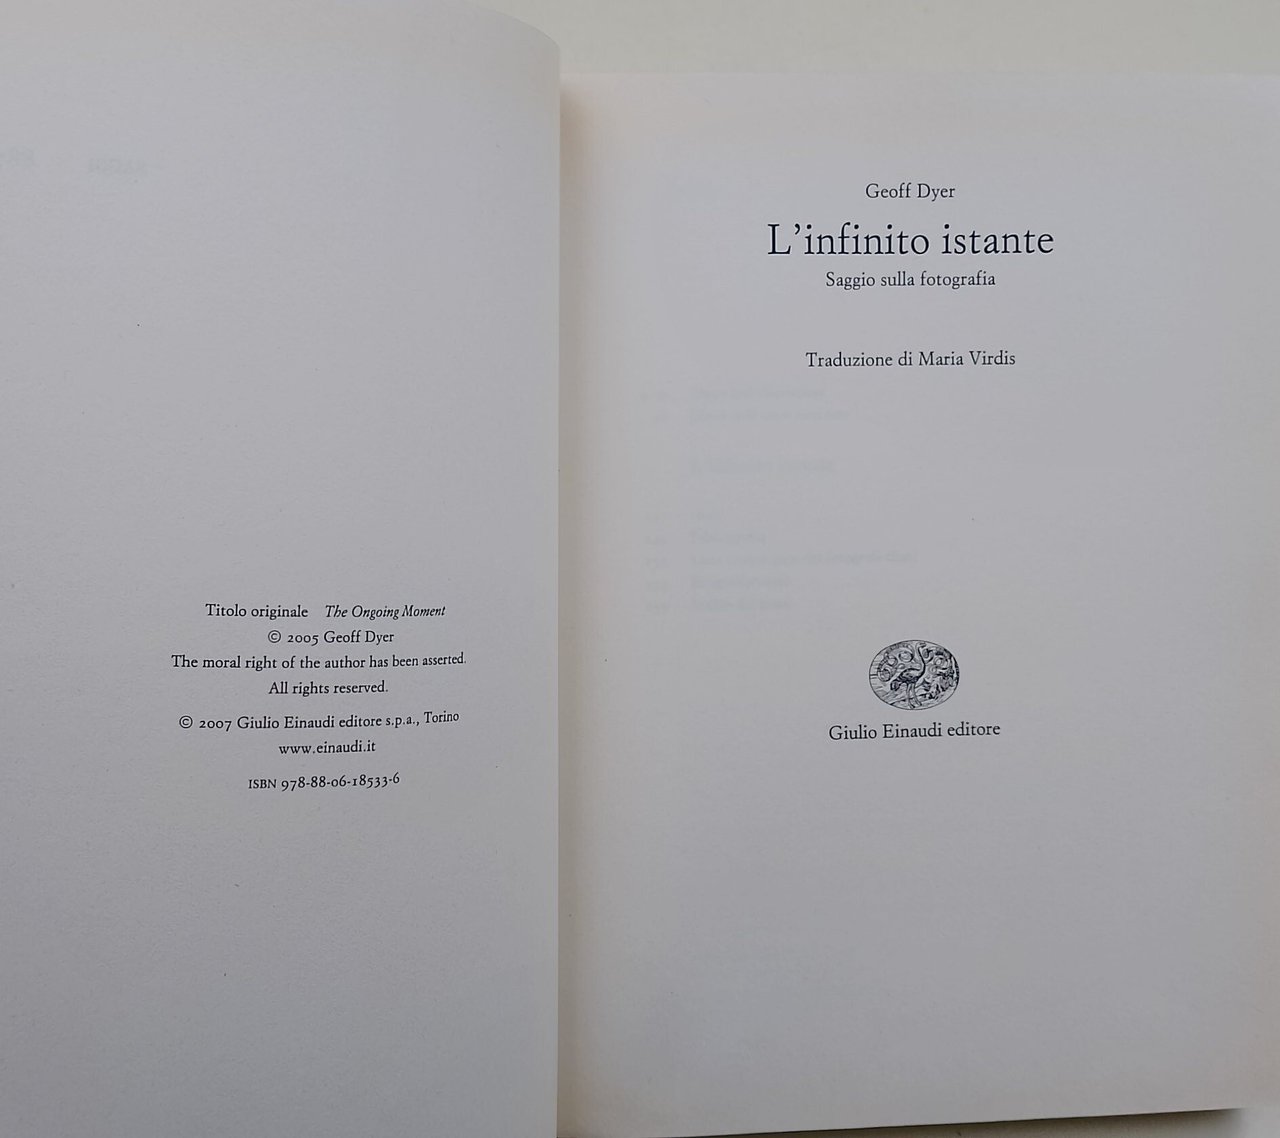 Titolo originale The Ongoing Moment
© 2005 Geoff Dyer
The moral right of the author has been asserted.
All rights reserved.
© 2007 Giulio Einaudi editore s.p.a., Torino
www.einaudi.it
ISBN 978-88-06-18533-6
Geoff Dyer
L’infinito istante
Saggio sulla fotografia
Traduzione di Maria Virdis
Giulio Einaudi editore